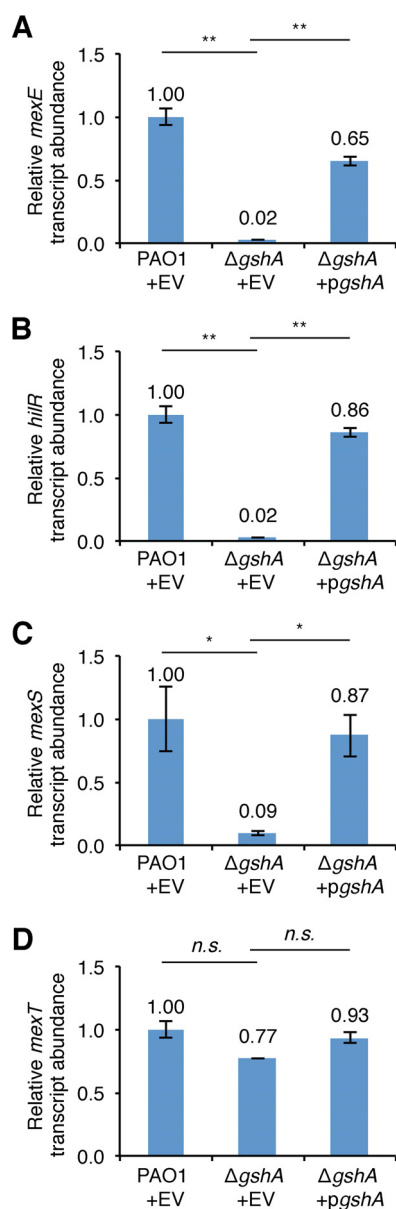 A
Relative mexE
transcript abundance
** **
1.5
1.00
1.0
0.65
0.5
0.02
0.0
PAO1 ΔgshA ΔgshA
+EV +EV +pgshA
B
Relative hilR
transcript abundance
** **
1.5
1.00
1.0
0.86
0.5
0.02
0.0
PAO1 ΔgshA ΔgshA
+EV +EV +pgshA
C
Relative mexS
transcript abundance
* *
1.5
1.00
0.87
1.0
0.5
0.09
0.0
PAO1 ΔgshA ΔgshA
+EV +EV +pgshA
D
Relative mexT
transcript abundance
n.s. n.s.
1.5
1.00
0.93
1.0
0.77
0.5
0.0
PAO1 ΔgshA ΔgshA
+EV +EV +pgshA